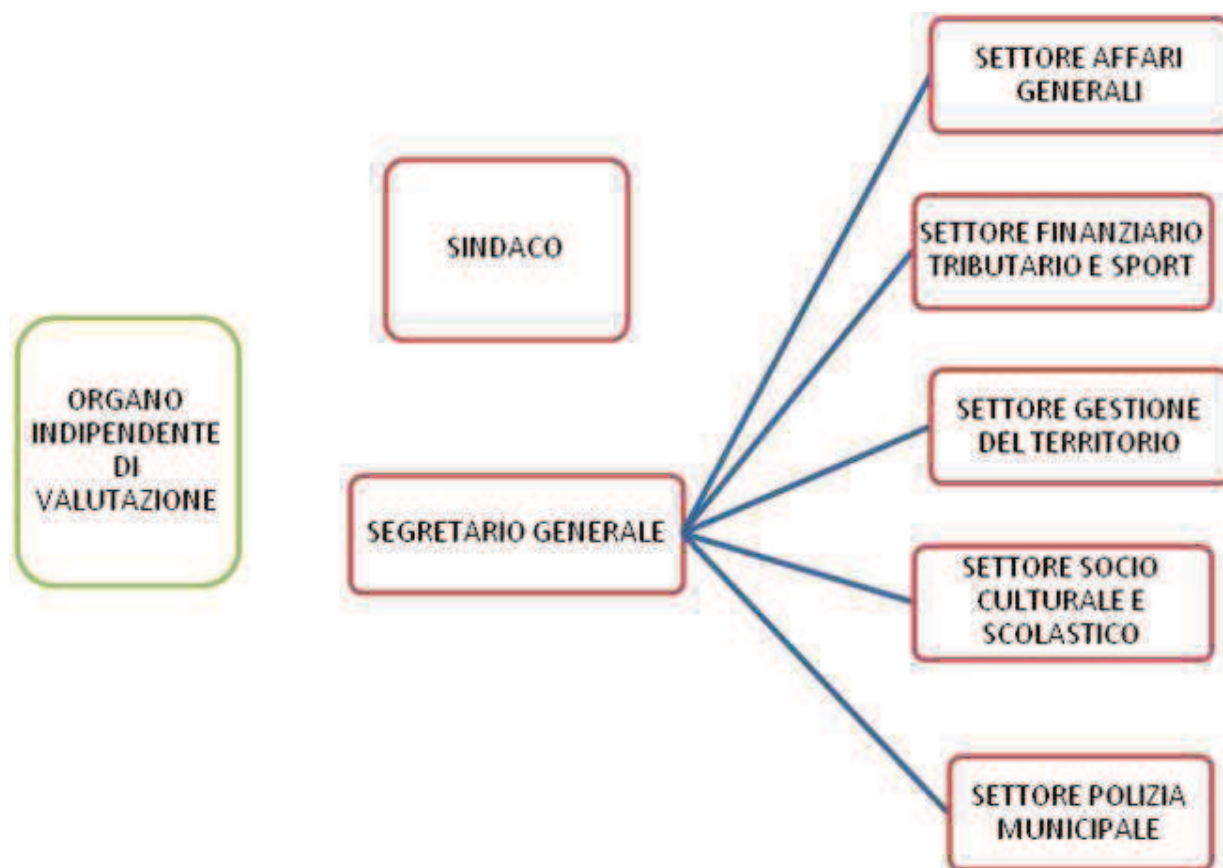 ORGANO
INDIPENDENTE
DI
VALUTAZIONE
SINDACO
SEGRETARIO GENERALE
SETTORE AFFARI
GENERALI
SETTORE FINANZIARIO
TRIBUTARIO E SPORT
SETTORE GESTIONE
DEL TERRITORIO
SETTORE SOCIO
CULTURALE E
SCOLASTICO
SETTORE POLIZIA
MUNICIPALE